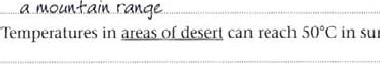 a mountain range
Temperatures in areas of desert can reach 50°C in